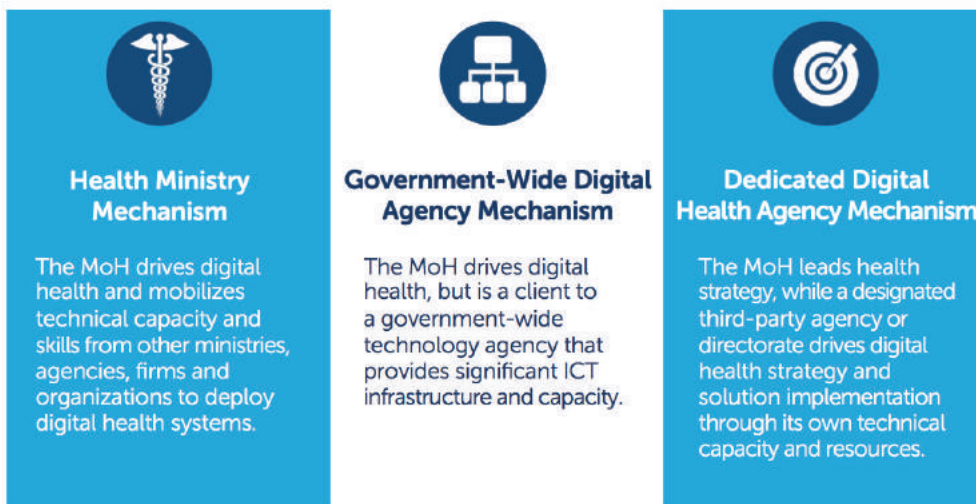 Health Ministry
Mechanism
The MoH drives digital
health and mobilizes
technical capacity and
skills from other ministries,
agencies, firms and
organizations to deploy
digital health systems.
Government-Wide Digital
Agency Mechanism
The MoH drives digital
health, but is a client to
a government-wide
technology agency that
provides significant ICT
infrastructure and capacity.
Dedicated Digital
Health Agency Mechanism
The MoH leads health
strategy, while a designated
third-party agency or
directorate drives digital
health strategy and
solution implementation
through its own technical
capacity and resources.